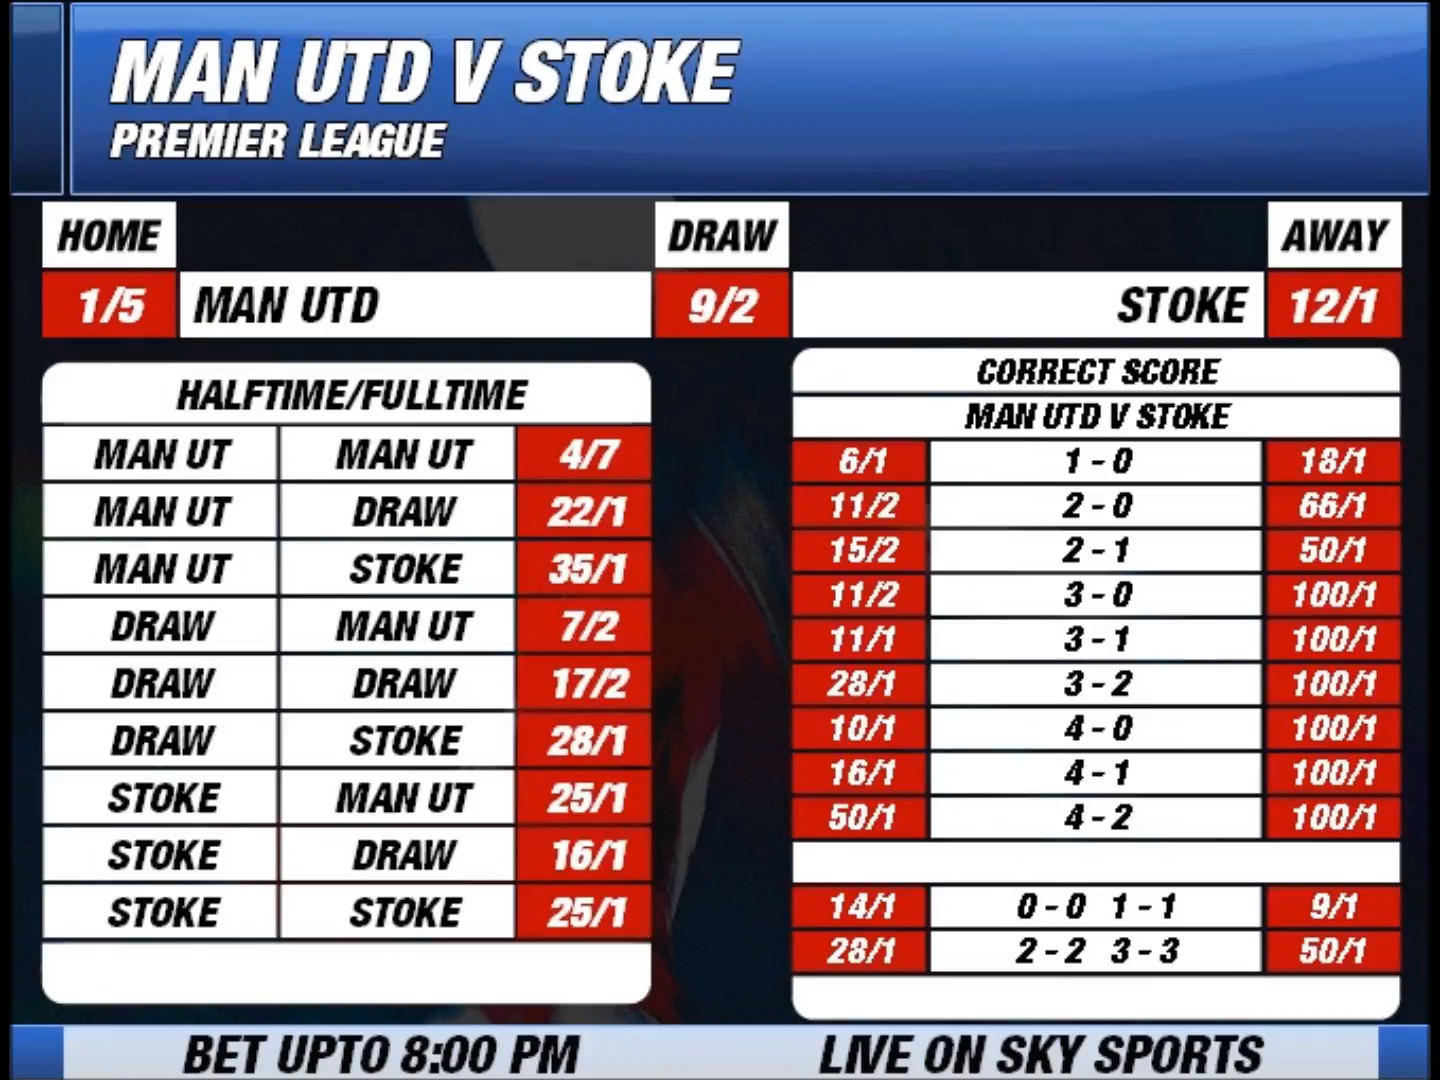 MAN UTD V STOKE
PREMIER LEAGUE
HOME DRAW AWAY
1/5 MAN UTD 9/2 STOKE 12/1
HALFTIME/FULLTIME
MAN UT MAN UT 4/7
MAN UT DRAW 22/1
MAN UT STOKE 35/1
DRAW MAN UT 7/2
DRAW DRAW 17/2
DRAW STOKE 28/1
STOKE MAN UT 25/1
STOKE DRAW 16/1
STOKE STOKE 25/1
CORRECT SCORE
MAN UTD V STOKE
6/1 1 - 0 18/1
11/2 2 - 0 66/1
15/2 2 - 1 50/1
11/2 3 - 0 100/1
11/1 3 - 1 100/1
28/1 3 - 2 100/1
10/1 4 - 0 100/1
16/1 4 - 1 100/1
50/1 4 - 2 100/1
14/1 0 - 0 1 - 1 9/1
28/1 2 - 2 3 - 3 50/1
BET UPTO 8:00 PM LIVE ON SKY SPORTS